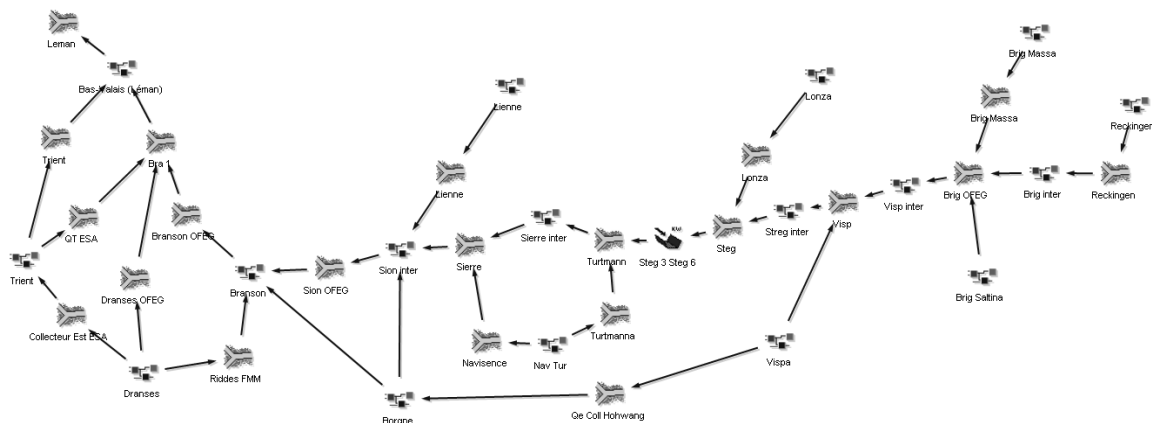 Leman
Bas-Valais (Léman)
Trient
Bra 1
QT ESA
Branson OFEG
Trient
Dranses OFEG
Collecteur Est ESA
Riddes FMM
Dranses
Branson
Sion OFEG
Lienne
Lienne
Sion inter
Sierre
Sierre inter
Turtmann
Steg 3 Steg 6
Navisence
Nav Tur
Turtmanna
Borgne
Qe Coll Hohwang
Lonza
Lonza
Steg
Streg inter
Visp
Visp inter
Vispa
Brig Massa
Brig Massa
Reckingen
Brig OFEG
Brig inter
Reckingen
Brig Saltina